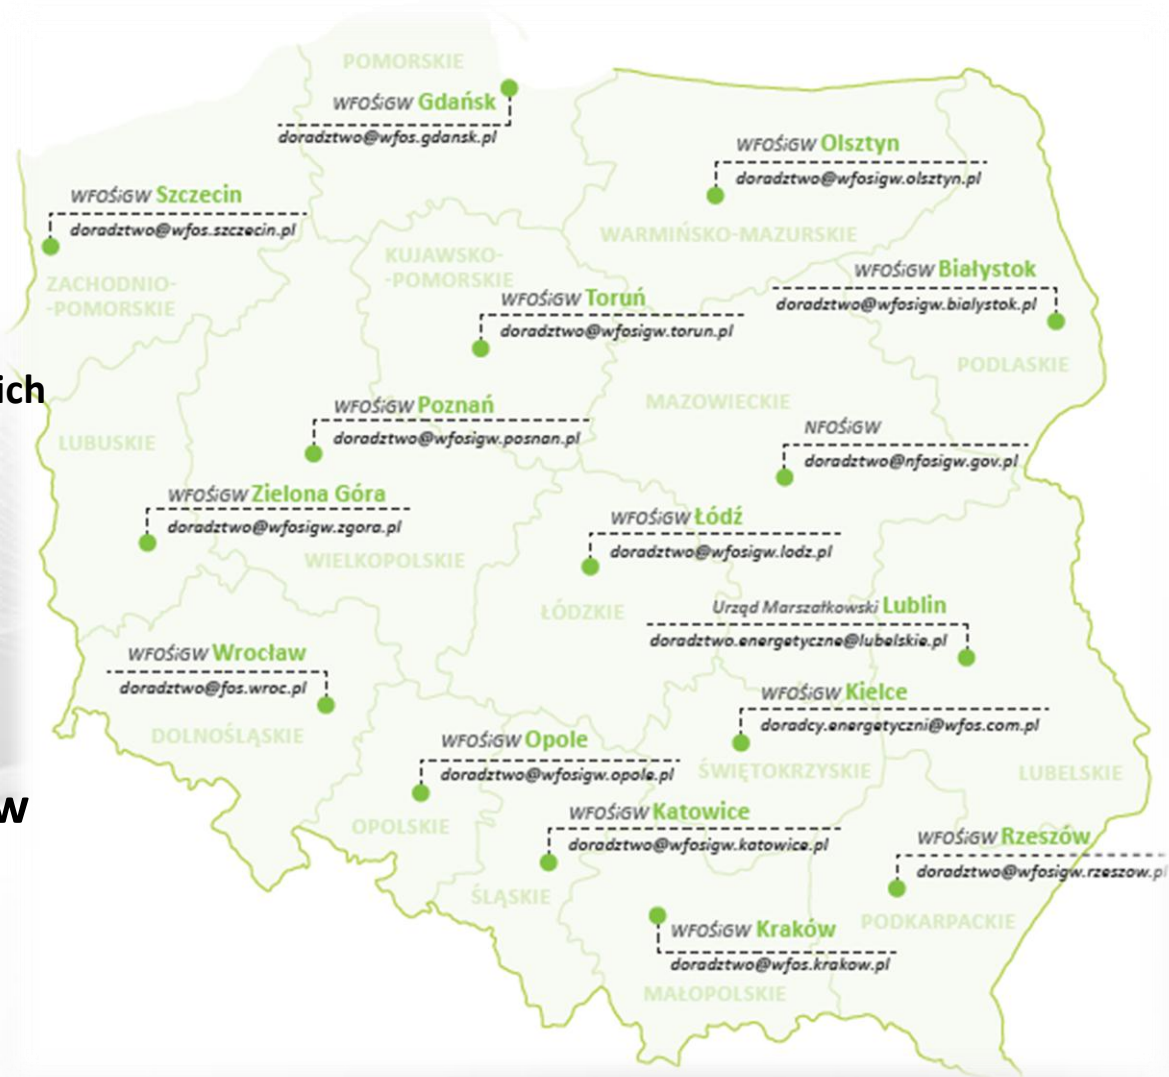 POMORSKIE
WFOŚiGW Gdańsk
doradztwo@wfos.gdansk.pl
WFOŚiGW Olsztyn
doradztwo@wfosigw.olsztyn.pl
WFOŚiGW Szczecin
doradztwo@wfos.szczecin.pl
WARMIŃSKO-MAZURSKIE
KUJAWSKO-
-POMORSKIE
ZACHODNIO-
-POMORSKIE
WFOŚiGW Białystok
doradztwo@wfosigw.bialystok.pl
WFOŚiGW Toruń
doradztwo@wfosigw.torun.pl
PODLASKIE
ich
WFOŚiGW Poznań
doradztwo@wfosigw.posnan.pl
MAZOWIECKIE
LUBUSKIE
NFOŚiGW
doradztwo@nfosigw.gov.pl
WFOŚiGW Zielona Góra
doradztwo@wfosigw.zgora.pl
WFOŚiGW Łódź
doradztwo@wfosigw.lodz.pl
WIELKOPOLSKIE
ŁÓDZKIE
Urząd Marszałkowski Lublin
doradztwo.energetyczne@lubelskie.pl
WFOŚiGW Wrocław
doradztwo@fos.wroc.pl
WFOŚiGW Kielce
doradcy.energetyczni@wfos.com.pl
DOLNOŚLĄSKIE
WFOŚiGW Opole
doradztwo@wfosigw.opole.pl
ŚWIĘTOKRZYSKIE
LUBELSKIE
w
WFOŚiGW Katowice
doradztwo@wfosigw.katowice.pl
OPOLSKIE
WFOŚiGW Rzeszów
doradztwo@wfosigw.rzeszow.pl
ŚLĄSKIE
PODKARPACKIE
WFOŚiGW Kraków
doradztwo@wfos.krakow.pl
MAŁOPOLSKIE